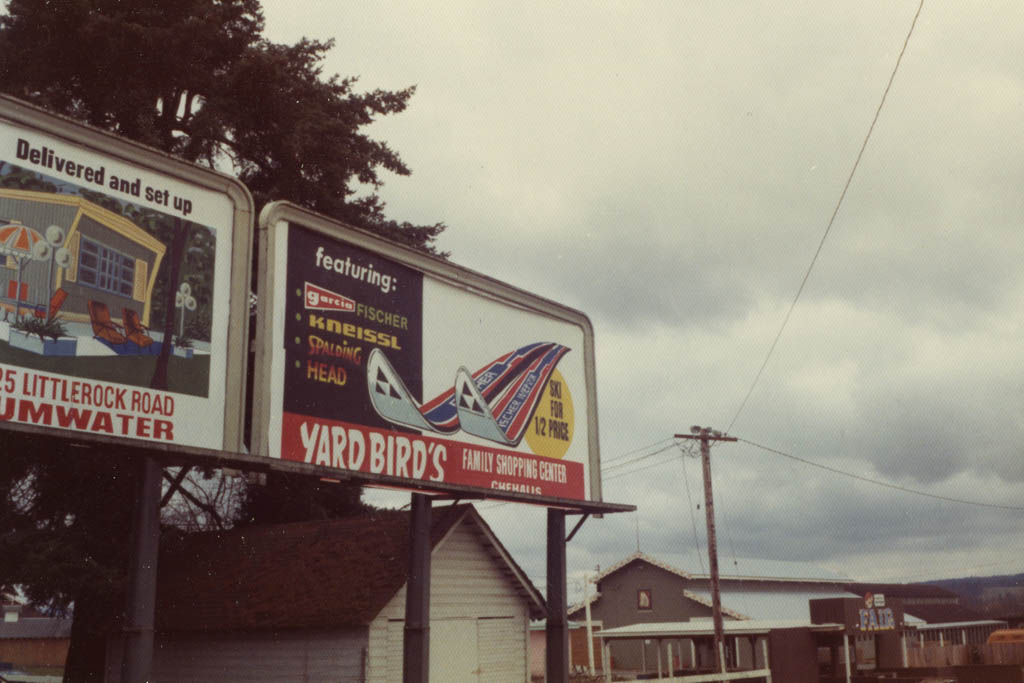 Delivered and set up
25 LITTLEROCK ROAD
UMWATER
featuring:
garcia FISCHER
KNEISSL
SPALDING
HEAD
SKI
FOR
1/2 PRICE
YARD BIRD'S
FAMILY SHOPPING CENTER
CHEHALIS
FAIR